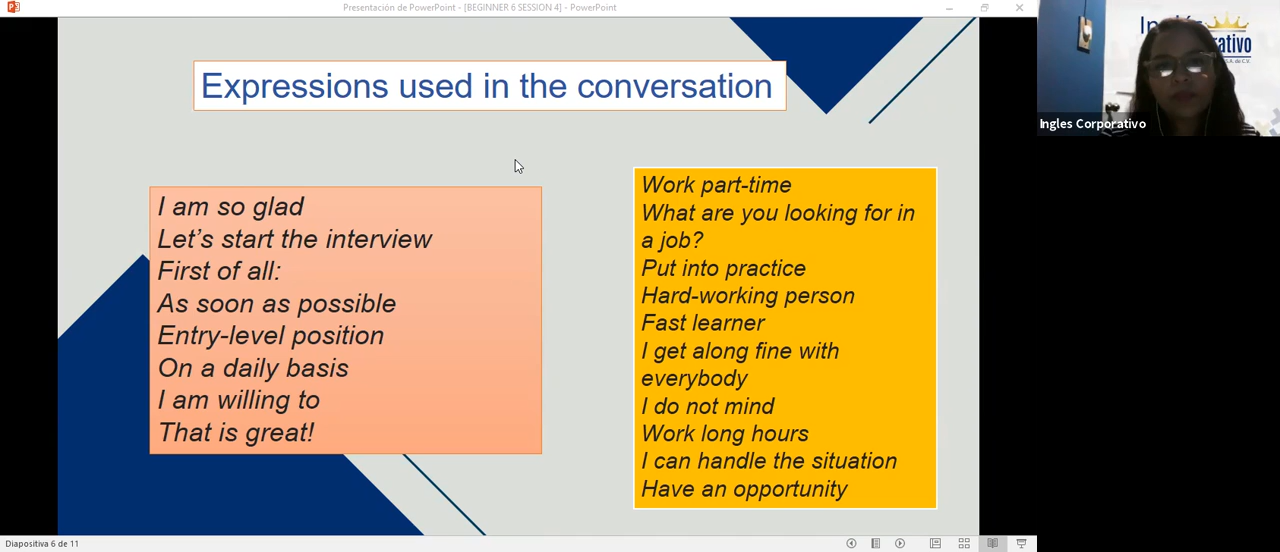 Presentación de PowerPoint - [BEGINNER 6 SESSION 4] - PowerPoint
Expressions used in the conversation
I am so glad
Let’s start the interview
First of all:
As soon as possible
Entry-level position
On a daily basis
I am willing to
That is great!
Work part-time
What are you looking for in
a job?
Put into practice
Hard-working person
Fast learner
I get along fine with
everybody
I do not mind
Work long hours
I can handle the situation
Have an opportunity
Ingles Corporativo
Diapositiva 6 de 11